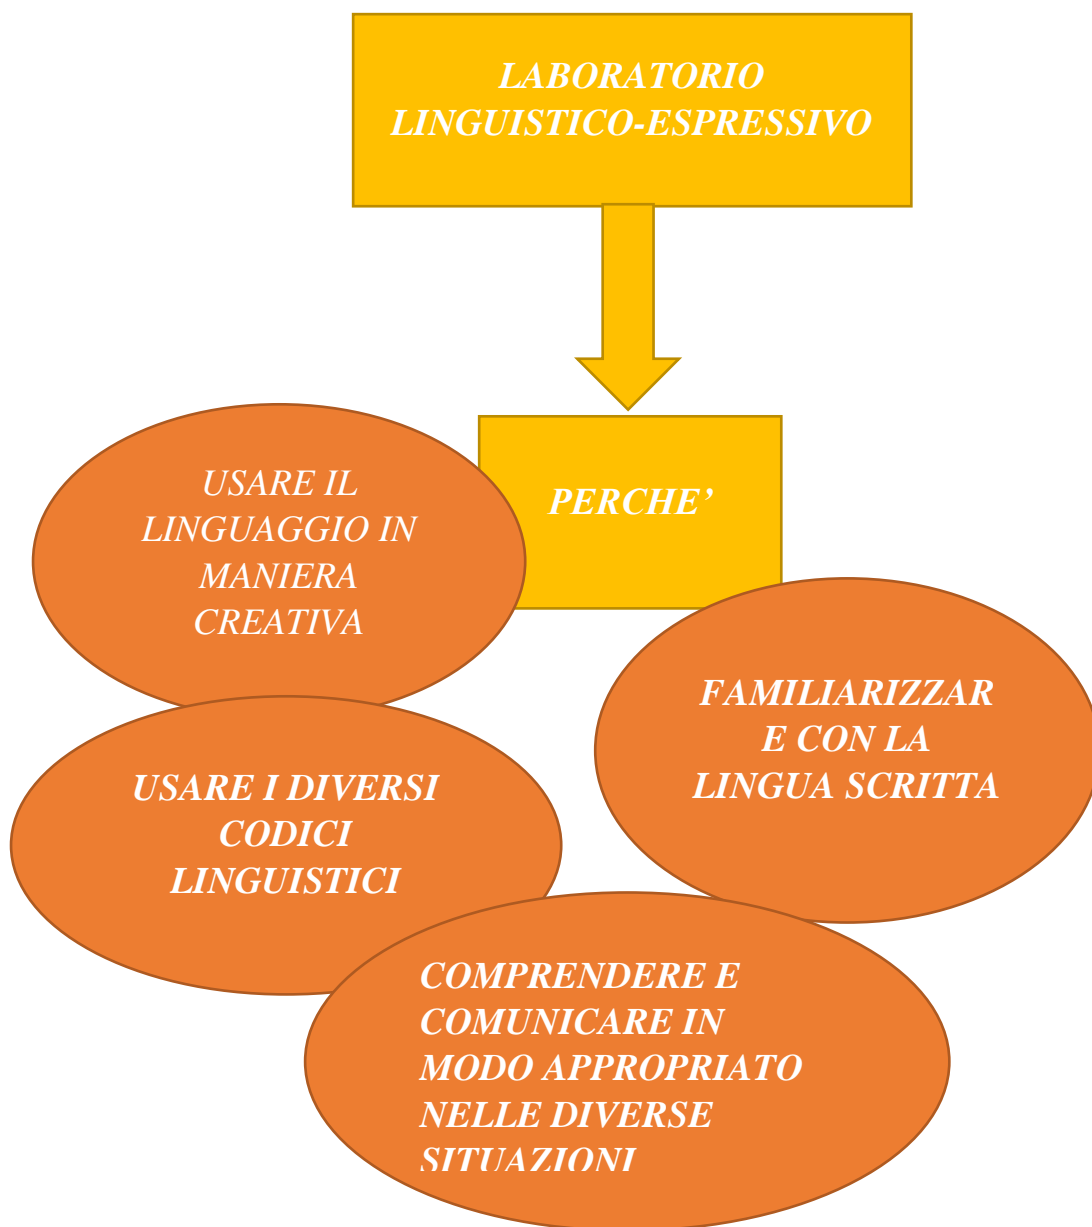 LABORATORIO
LINGUISTICO-ESPRESSIVO
PERCHE’
USARE IL
LINGUAGGIO IN
MANIERA
CREATIVA
FAMILIARIZZAR
E CON LA
LINGUA SCRITTA
USARE I DIVERSI
CODICI
LINGUISTICI
COMPRENDERE E
COMUNICARE IN
MODO APPROPRIATO
NELLE DIVERSE
SITUAZIONI